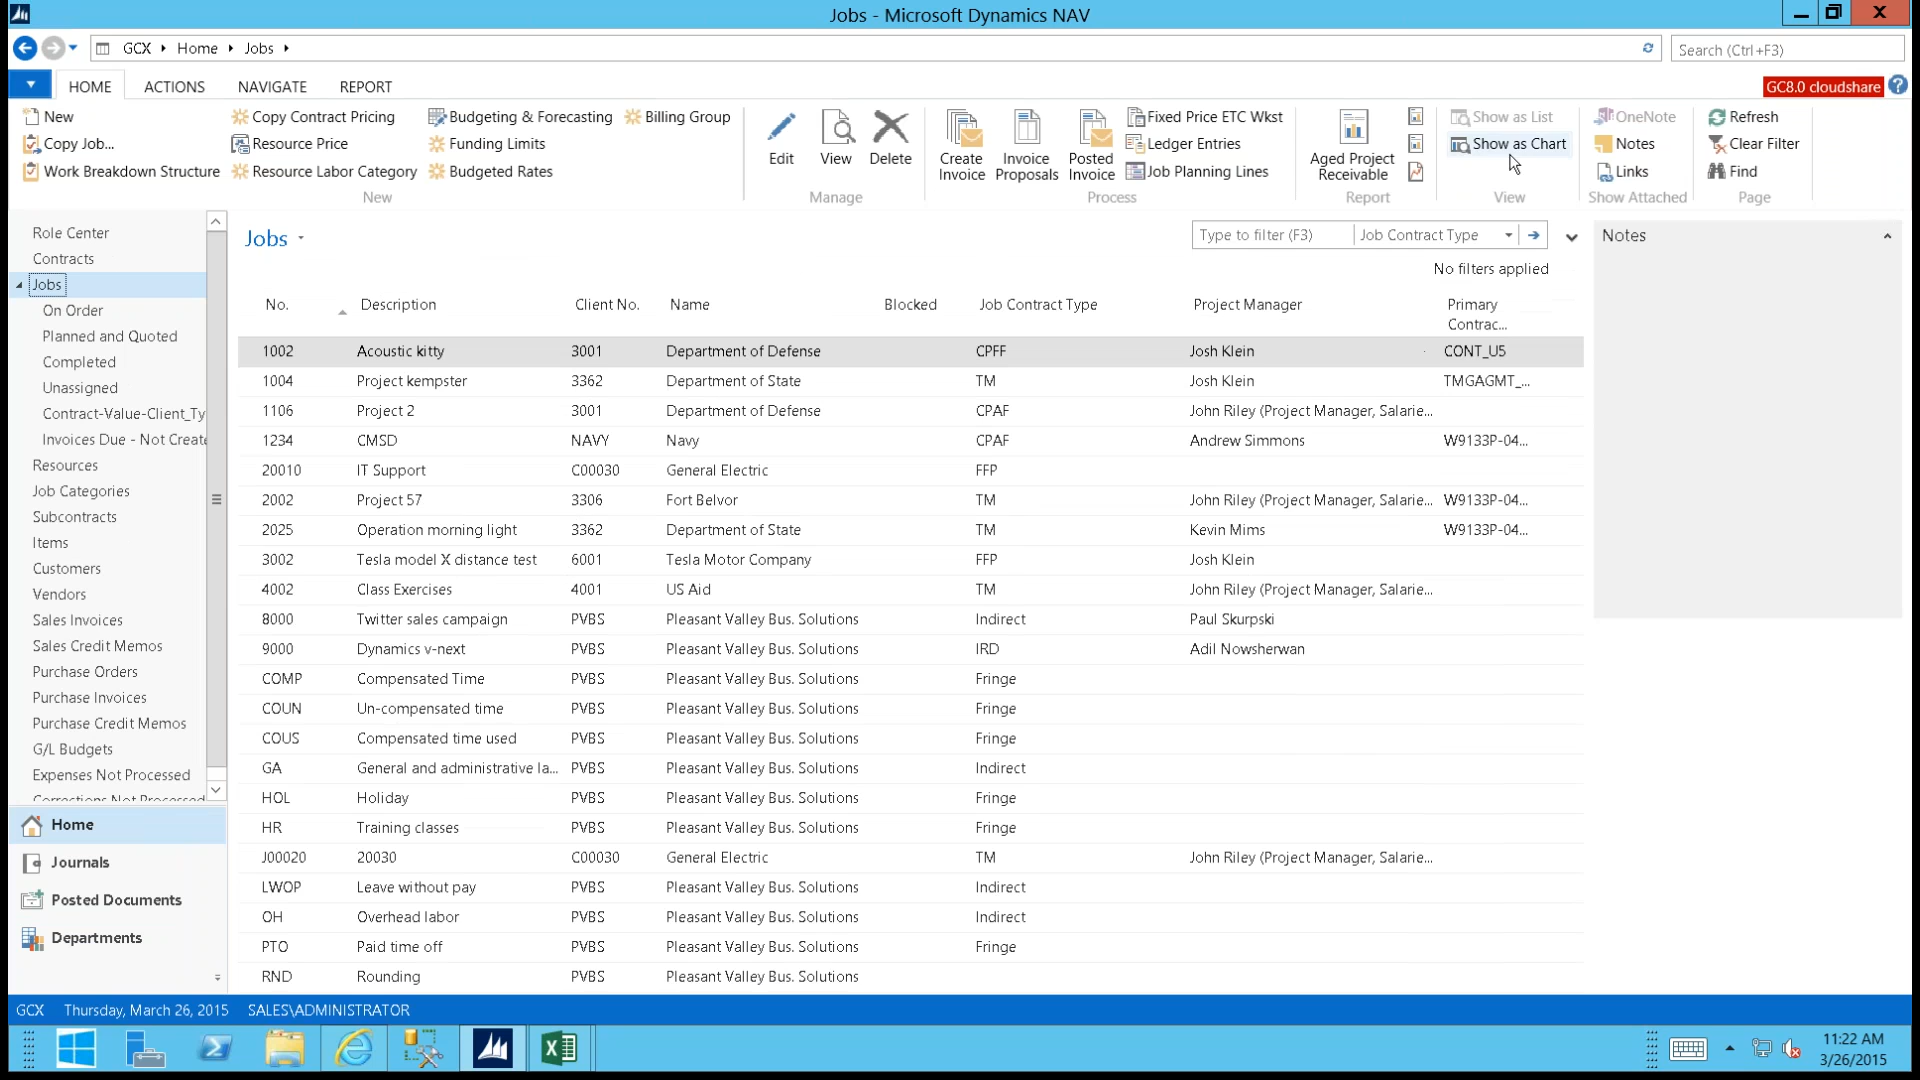 Jobs - Microsoft Dynamics NAV
GCX Home Jobs
Search (Ctrl+F3)
HOME ACTIONS NAVIGATE REPORT
GC8.0 cloudshare
New
Copy Job...
Work Breakdown Structure
Copy Contract Pricing
Resource Price
Resource Labor Category
Budgeting & Forecasting
Funding Limits
Budgeted Rates
Billing Group
New
Edit
View
Delete
Manage
Create Invoice
Invoice Proposals
Posted Invoice
Fixed Price ETC Wkst
Ledger Entries
Job Planning Lines
Process
Aged Project Receivable
Report
Show as List
Show as Chart
View
OneNote
Notes
Links
Show Attached
Refresh
Clear Filter
Find
Page
Role Center
Contracts
Jobs
On Order
Planned and Quoted
Completed
Unassigned
Contract-Value-Client_Ty
Invoices Due - Not Create
Resources
Job Categories
Subcontracts
Items
Customers
Vendors
Sales Invoices
Sales Credit Memos
Purchase Orders
Purchase Invoices
Purchase Credit Memos
G/L Budgets
Expenses Not Processed
Corrections Not Processed
Home
Journals
Posted Documents
Departments
Jobs
Type to filter (F3) Job Contract Type
No filters applied
Notes
No. Description Client No. Name Blocked Job Contract Type Project Manager Primary Contrac...
1002 Acoustic kitty 3001 Department of Defense CPFF Josh Klein CONT_U5
1004 Project kempster 3362 Department of State TM Josh Klein TMGAGMT_...
1106 Project 2 3001 Department of Defense CPAF John Riley (Project Manager, Salarie...
1234 CMSD NAVY Navy CPAF Andrew Simmons W9133P-04...
20010 IT Support C00030 General Electric FFP
2002 Project 57 3306 Fort Belvor TM John Riley (Project Manager, Salarie... W9133P-04...
2025 Operation morning light 3362 Department of State TM Kevin Mims W9133P-04...
3002 Tesla model X distance test 6001 Tesla Motor Company FFP Josh Klein
4002 Class Exercises 4001 US Aid TM John Riley (Project Manager, Salarie...
8000 Twitter sales campaign PVBS Pleasant Valley Bus. Solutions Indirect Paul Skurpski
9000 Dynamics v-next PVBS Pleasant Valley Bus. Solutions IRD Adil Nowsherwan
COMP Compensated Time PVBS Pleasant Valley Bus. Solutions Fringe
COUN Un-compensated time PVBS Pleasant Valley Bus. Solutions Fringe
COUS Compensated time used PVBS Pleasant Valley Bus. Solutions Fringe
GA General and administrative la... PVBS Pleasant Valley Bus. Solutions Indirect
HOL Holiday PVBS Pleasant Valley Bus. Solutions Fringe
HR Training classes PVBS Pleasant Valley Bus. Solutions Fringe
J00020 20030 C00030 General Electric TM John Riley (Project Manager, Salarie...
LWOP Leave without pay PVBS Pleasant Valley Bus. Solutions Indirect
OH Overhead labor PVBS Pleasant Valley Bus. Solutions Indirect
PTO Paid time off PVBS Pleasant Valley Bus. Solutions Fringe
RND Rounding PVBS Pleasant Valley Bus. Solutions
GCX Thursday, March 26, 2015 SALES\ADMINISTRATOR
11:22 AM
3/26/2015